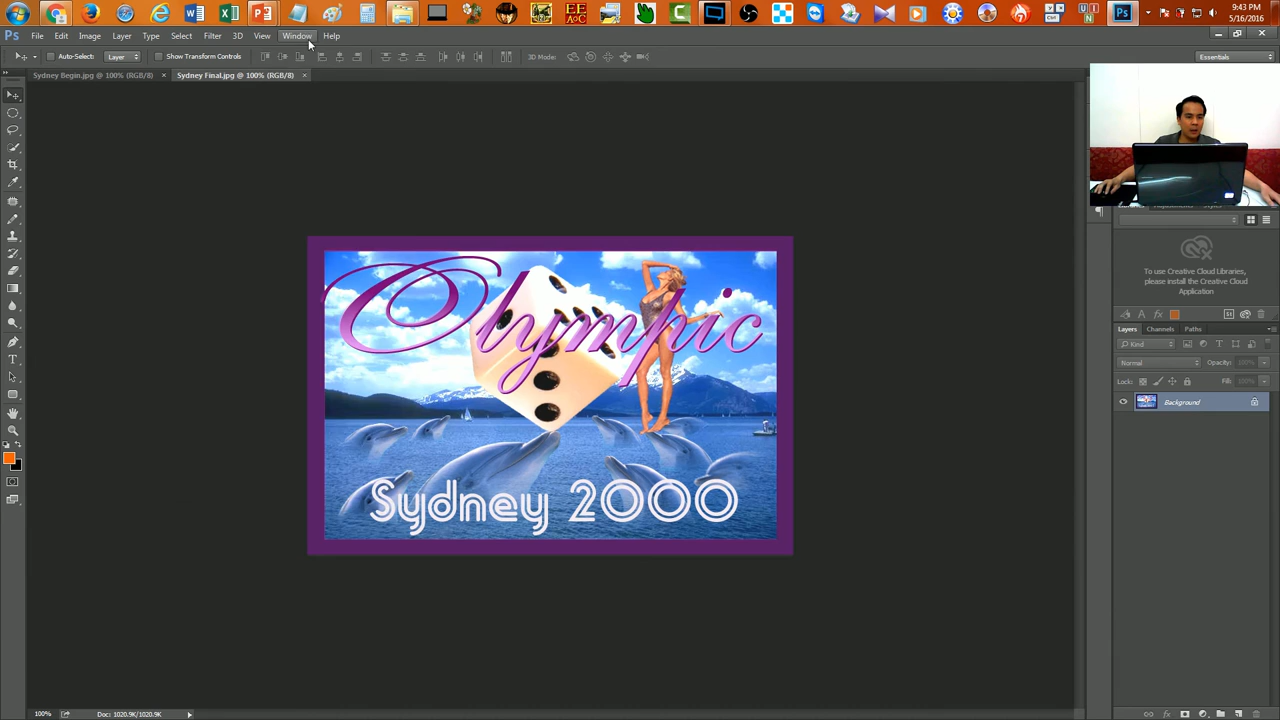 9:43 PM
5/16/2016
Ps File Edit Image Layer Type Select Filter 3D View Window Help
Auto-Select: Layer Show Transform Controls 3D Mode: Essentials
Sydney Begin.jpg @ 100% (RGB/8) × Sydney Final.jpg @ 100% (RGB/8) ×
Olympic
Sydney 2000
To use Creative Cloud Libraries,
please install the Creative Cloud
Application
Layers Channels Paths
Kind
Normal Opacity: 100%
Lock: Fill: 100%
Background
100% Doc: 1020.9K/1020.9K